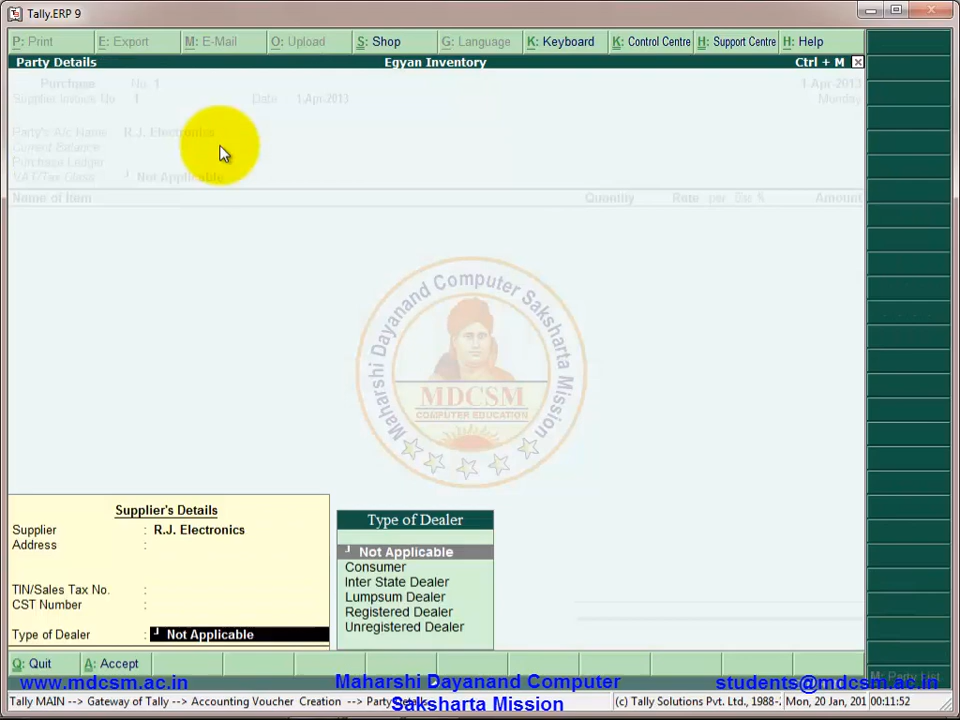 Tally.ERP 9
P: Print E: Export M: E-Mail O: Upload S: Shop G: Language K: Keyboard K: Control Centre H: Support Centre H: Help
Party Details Egyan Inventory Ctrl + M
Purchase No. 1 1-Apr-2013
Supplier Invoice No 1 Date 1-Apr-2013 Monday
Party's A/c Name R.J. Electronics
Current Balance
Purchase Ledger
VAT/Tax Class Not Applicable
Name of Item Quantity Rate per Disc % Amount
Maharshi Dayanand Computer Saksharta Mission
MDCSM
COMPUTER EDUCATION
Supplier's Details
Supplier : R.J. Electronics
Address :
TIN/Sales Tax No. :
CST Number :
Type of Dealer : Not Applicable
Type of Dealer
Not Applicable
Consumer
Inter State Dealer
Lumpsum Dealer
Registered Dealer
Unregistered Dealer
Q: Quit A: Accept
M: Party List
www.mdcsm.ac.in Maharshi Dayanand Computer students@mdcsm.ac.in
Saksharta Mission
Tally MAIN --> Gateway of Tally --> Accounting Voucher Creation --> Party Details (c) Tally Solutions Pvt. Ltd., 1988-2 Mon, 20 Jan, 201 00:11:52